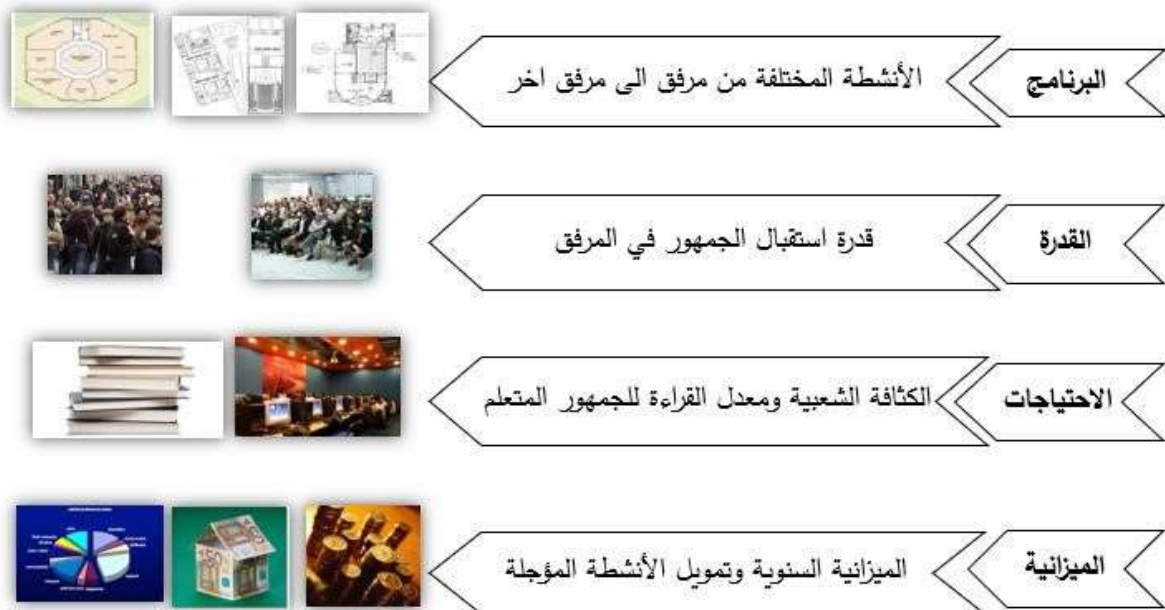 البرنامج
الأنشطة المختلفة من مرفق الى مرفق اخر
القدرة
قدرة استقبال الجمهور في المرفق
الاحتياجات
الكثافة الشعبية ومعدل القراءة للجمهور المتعلم
الميزانية
الميزانية السنوية وتمويل الأنشطة المؤجلة